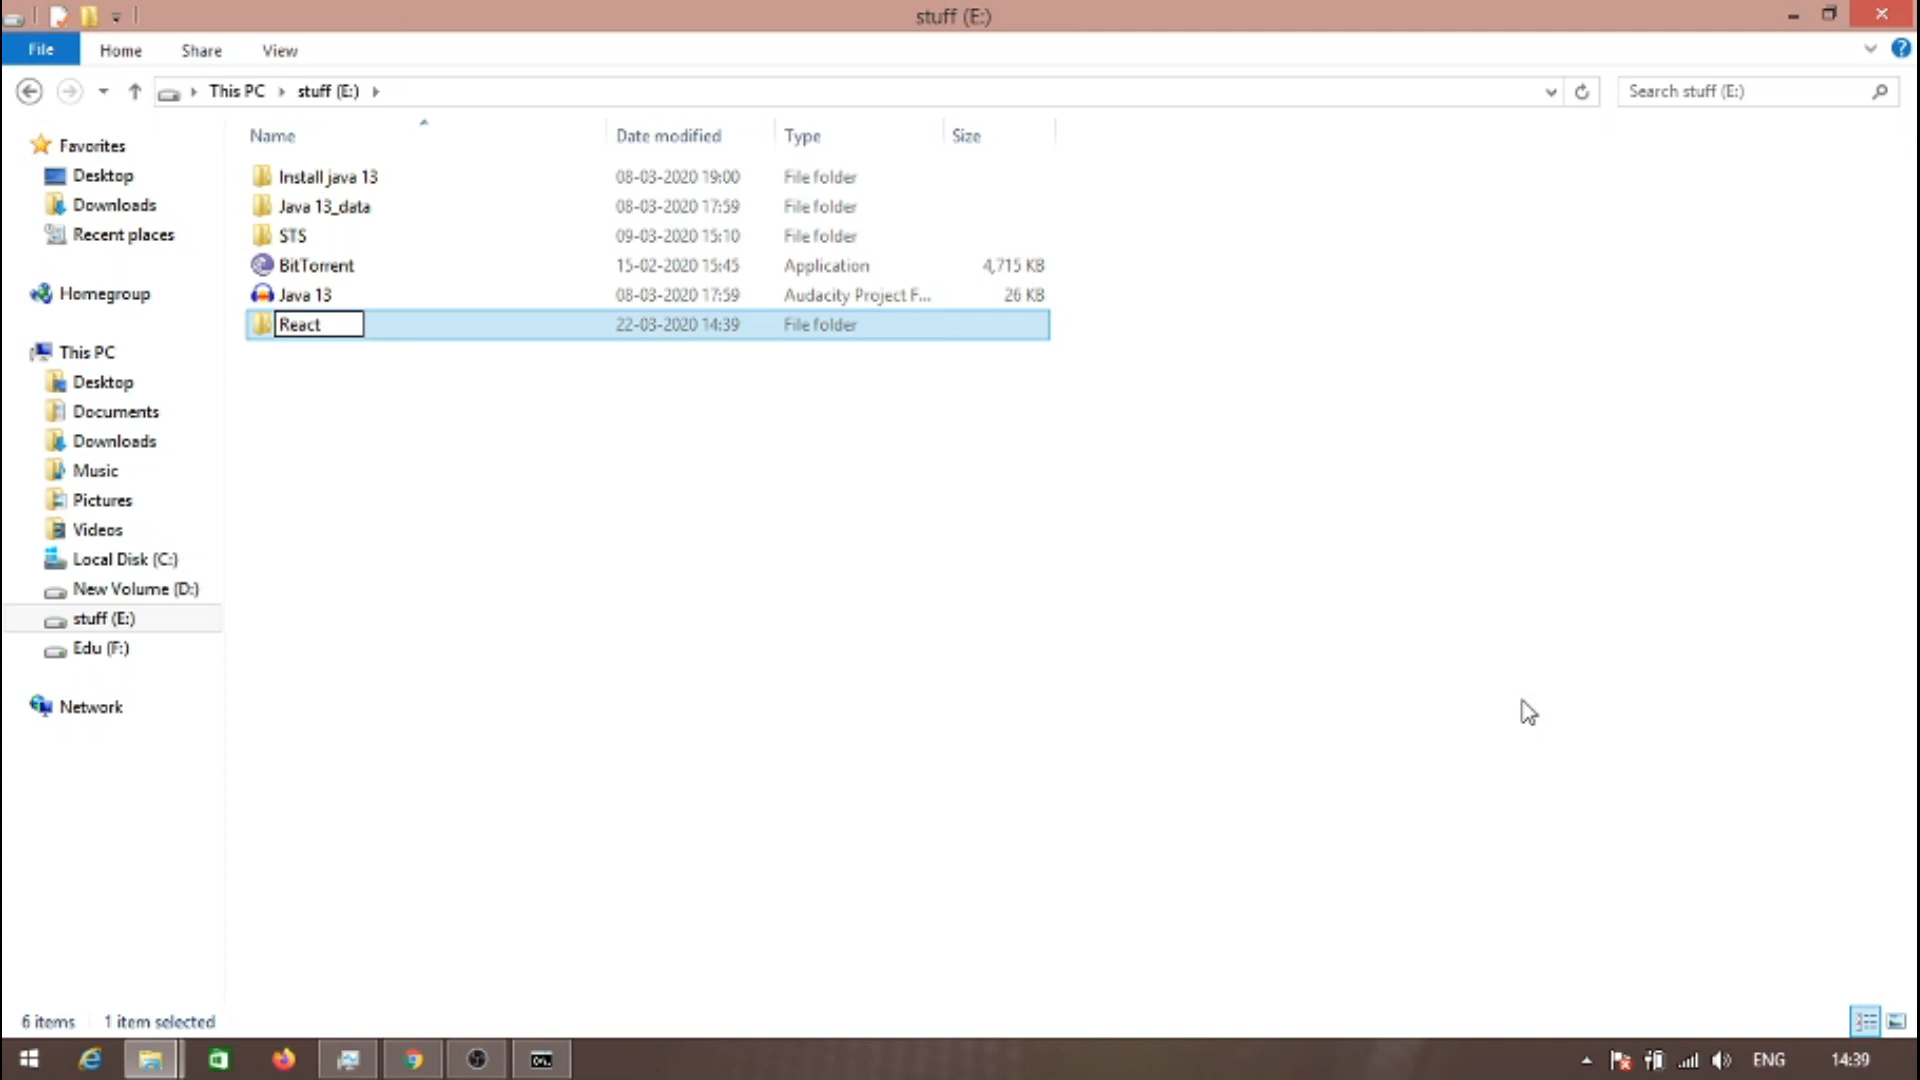 stuff (E:)
File Home Share View
This PC stuff (E:) Search stuff (E:)
Name Date modified Type Size
Favorites
Desktop
Downloads
Recent places
Homegroup
This PC
Desktop
Documents
Downloads
Music
Pictures
Videos
Local Disk (C:)
New Volume (D:)
stuff (E:)
Edu (F:)
Network
Install java 13 08-03-2020 19:00 File folder
Java 13_data 08-03-2020 17:59 File folder
STS 09-03-2020 15:10 File folder
BitTorrent 15-02-2020 15:45 Application 4,715 KB
Java 13 08-03-2020 17:59 Audacity Project F... 26 KB
React 22-03-2020 14:39 File folder
6 items 1 item selected
ENG 14:39